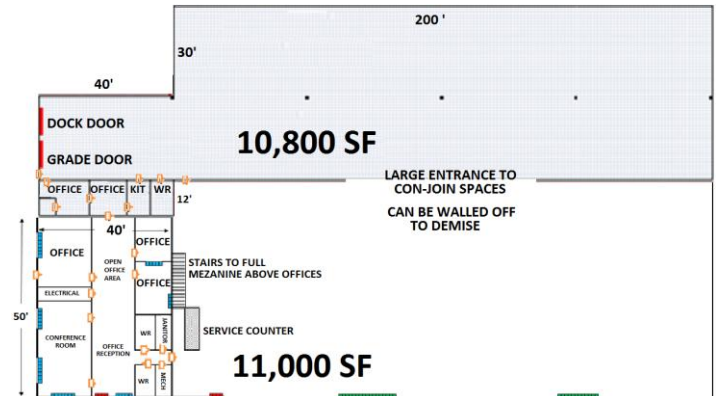 200 '
30'
40'
DOCK DOOR
10,800 SF
GRADE DOOR
LARGE ENTRANCE TO
CON-JOIN SPACES
OFFICE
OFFICE
KIT
WR
12'
CAN BE WALLED OFF
TO DEMISE
40'
OFFICE
OFFICE
OPEN
OFFICE
AREA
STAIRS TO FULL
MEZANINE ABOVE OFFICES
OFFICE
ELECTRICAL
50'
CONFERENCE
ROOM
OFFICE
RECEPTION
WR
JANITOR
SERVICE COUNTER
WR
MECH
11,000 SF